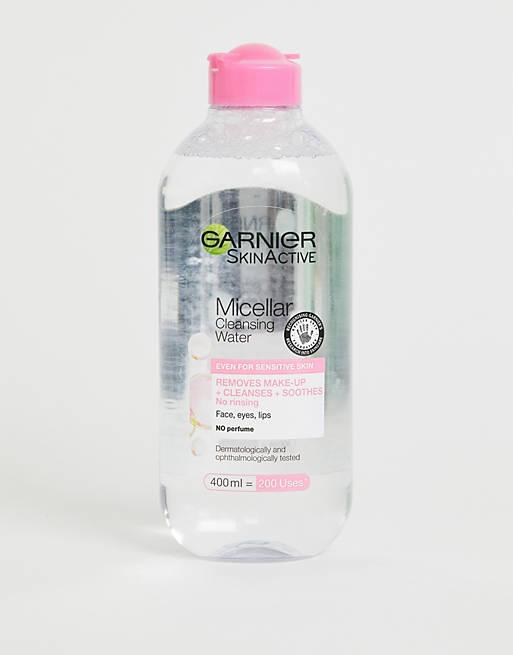 GARNIER
SKINACTIVE
Micellar
Cleansing
Water
EVEN FOR SENSITIVE SKIN
REMOVES MAKE-UP
+ CLEANSES + SOOTHES
No rinsing
Face, eyes, lips
NO perfume
Dermatologically and
ophthalmologically tested
400ml = 200 Uses*